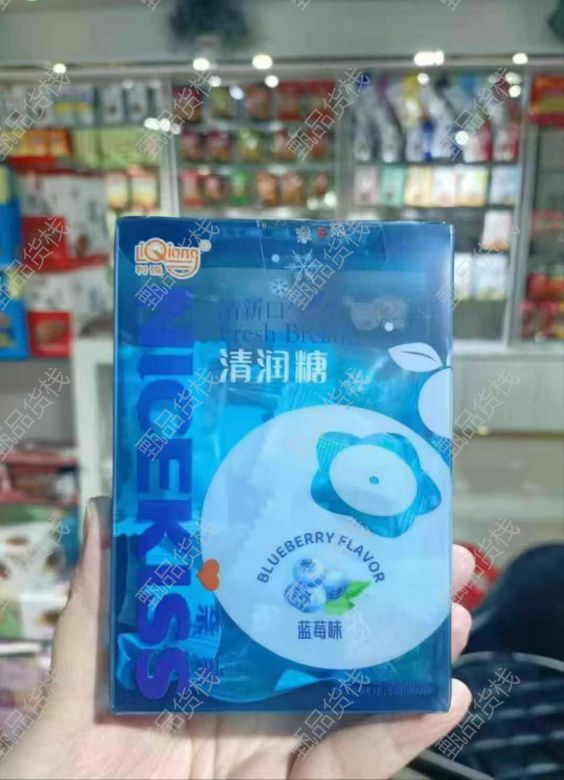 LiQiang®
利强
NICEKISS
清新口
Fresh Breath
清润糖
BLUEBERRY FLAVOR
蓝莓味
甄品货栈